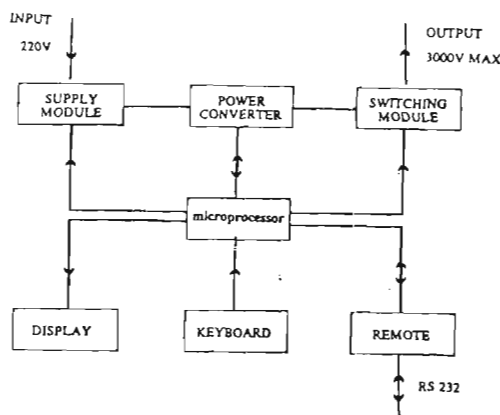 INPUT
220V
OUTPUT
3000V MAX
SUPPLY
MODULE
POWER
CONVERTER
SWITCHING
MODULE
microprocessor
DISPLAY
KEYBOARD
REMOTE
RS 232